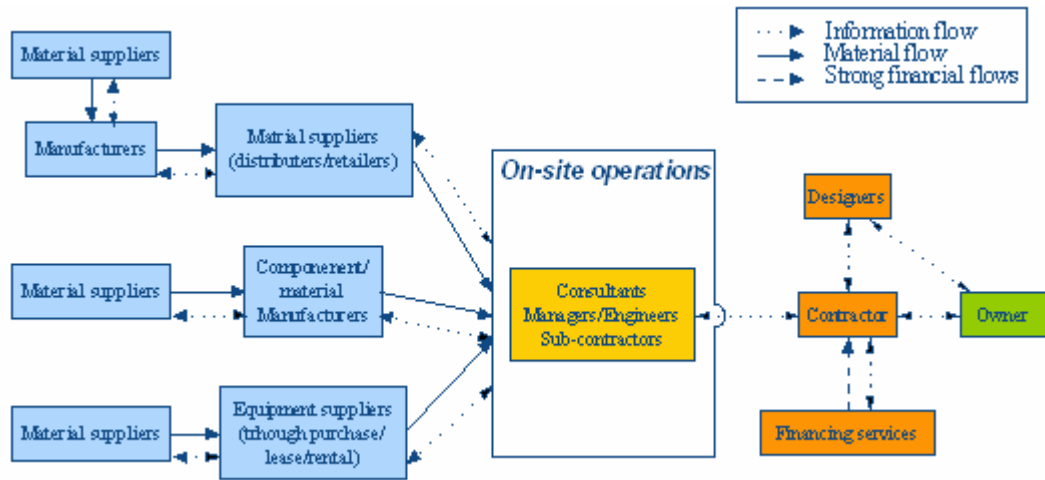 Information flow
Material flow
Strong financial flows
Material suppliers
Manufacturers
Matrial suppliers
(distributers/retailers)
On-site operations
Designers
Material suppliers
Componenent/
material
Manufacturers
Consultants
Managers/Engineers
Sub-contractors
Contractor
Owner
Material suppliers
Equipment suppliers
(trhough purchase/
lease/rental)
Financing services